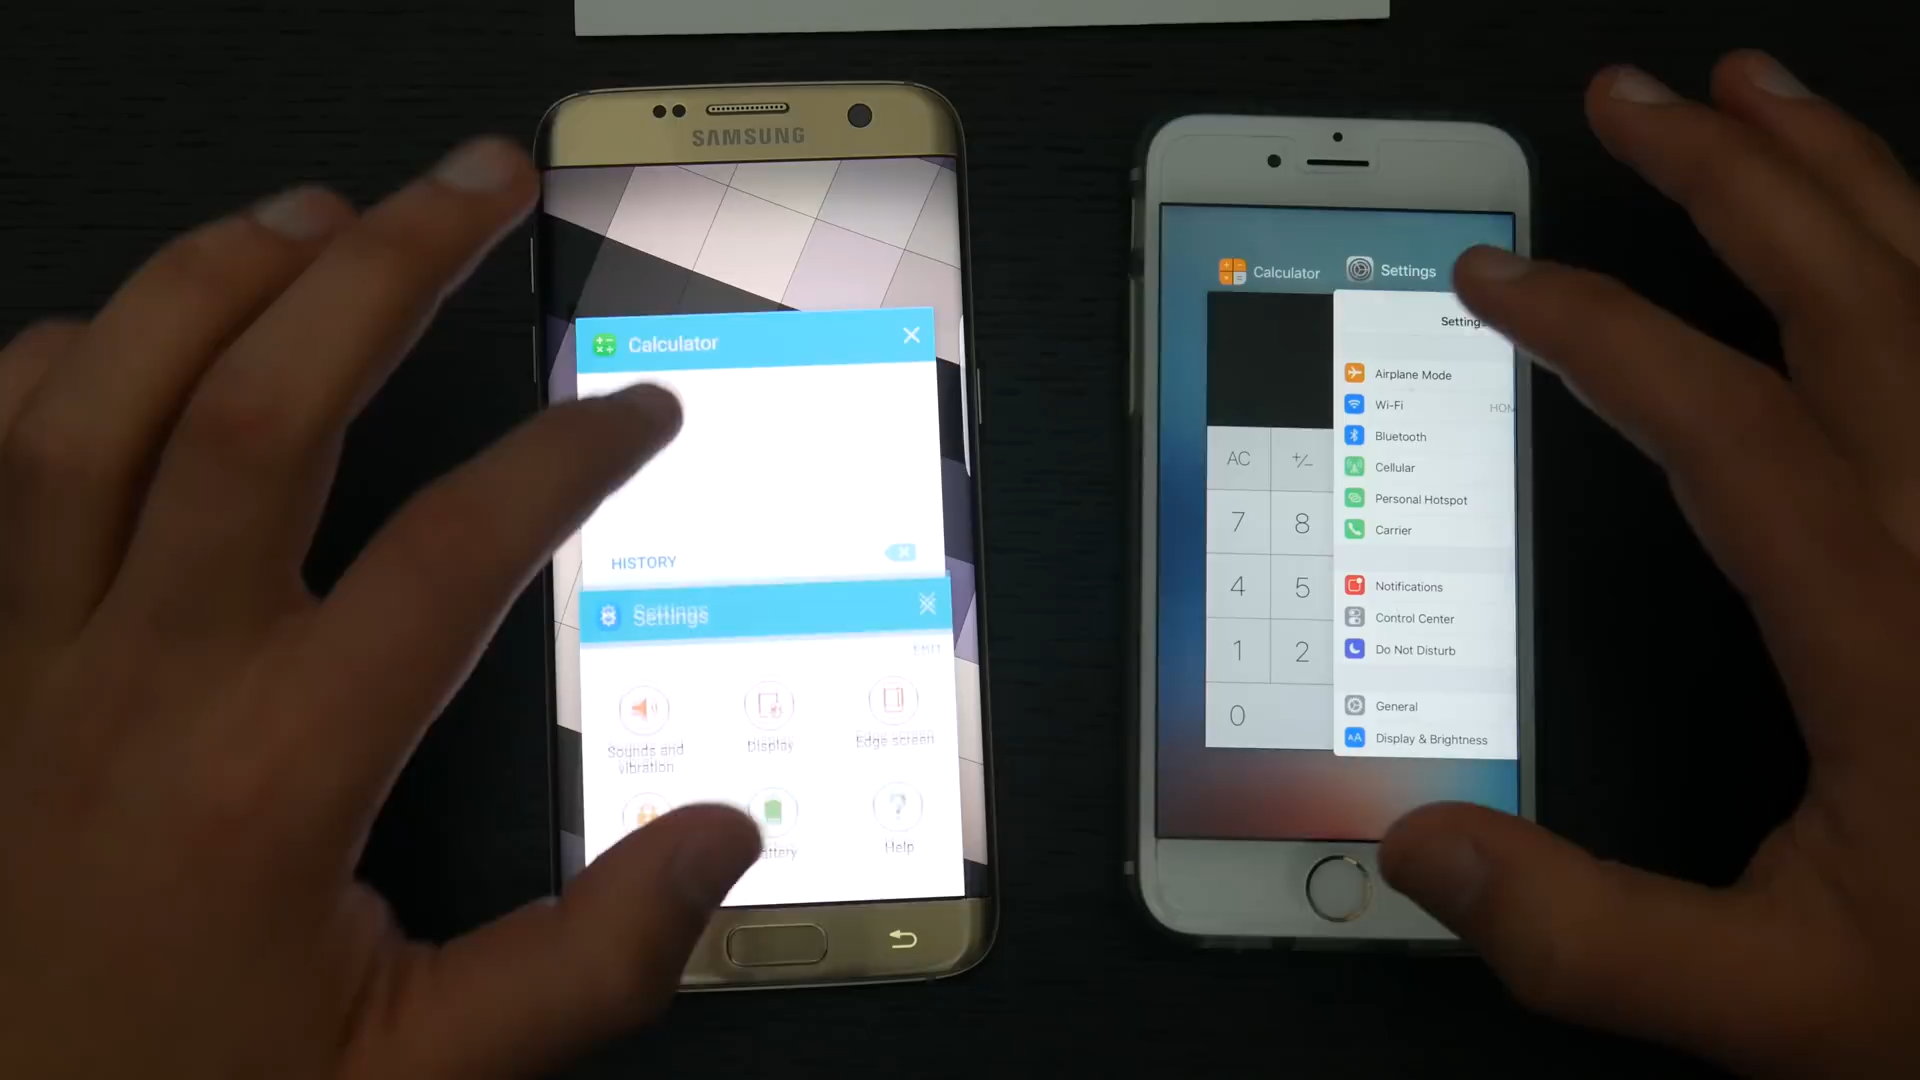 SAMSUNG
Calculator
HISTORY
Settings
EDIT
Sounds and
vibration
Display
Edge screen
Help
Calculator
Settings
AC
+/-
7
8
4
5
1
2
0
Airplane Mode
Wi-Fi
Bluetooth
Cellular
Personal Hotspot
Carrier
Notifications
Control Center
Do Not Disturb
General
Display & Brightness